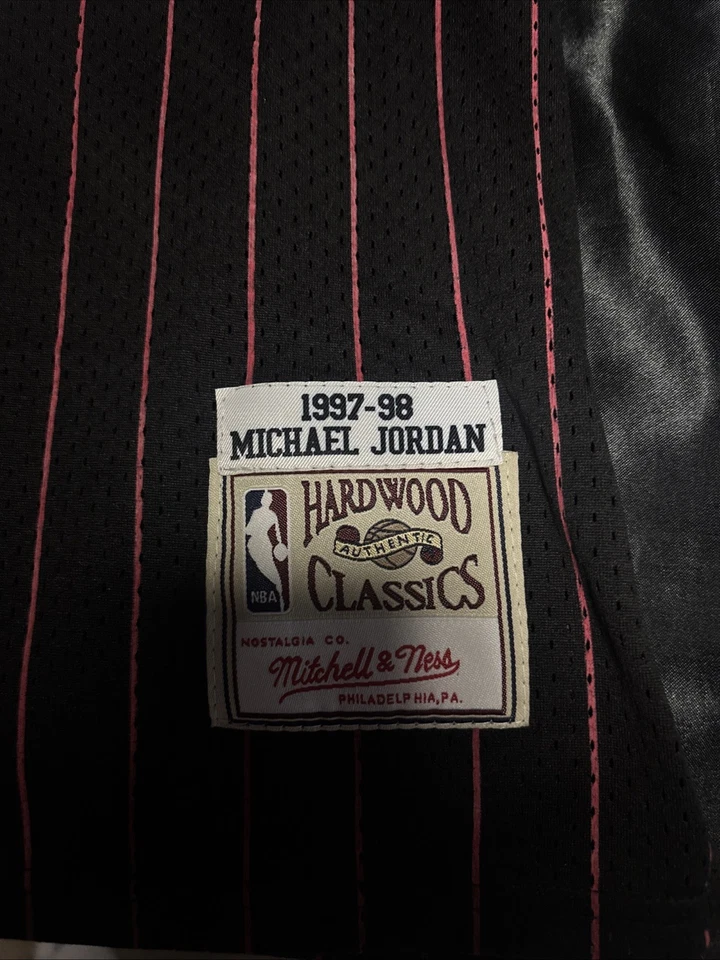 1997-98
MICHAEL JORDAN
HARDWOOD
AUTHENTIC
CLASSICS
NBA
NOSTALGIA CO.
Mitchell & Ness
PHILADELPHIA, PA.